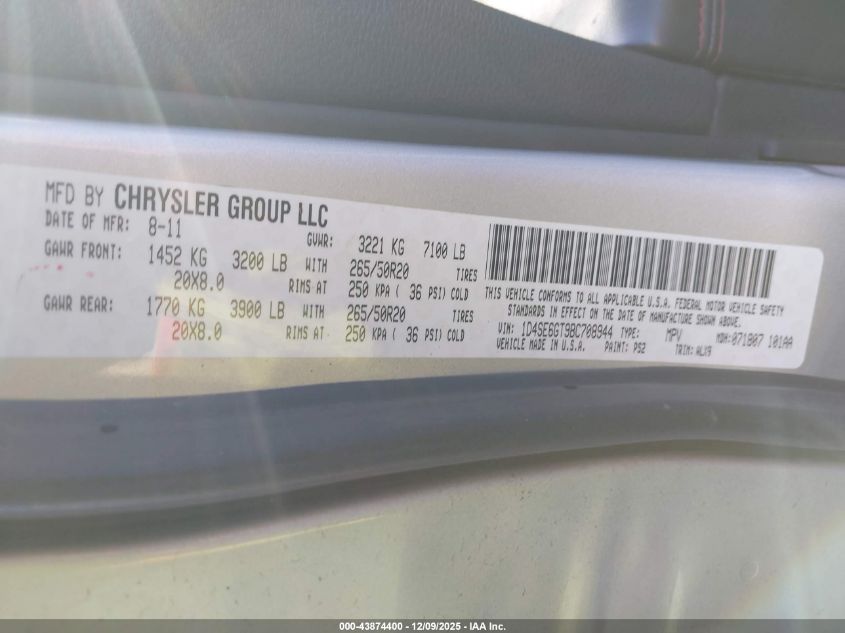 MFD BY CHRYSLER GROUP LLC
DATE OF MFR: 8-11 GVWR: 3221 KG 7100 LB
GAWR FRONT: 1452 KG 3200 LB WITH 265/50R20 TIRES
20X8.0 RIMS AT 250 KPA ( 36 PSI) COLD
GAWR REAR: 1770 KG 3900 LB WITH 265/50R20 TIRES
20X8.0 RIMS AT 250 KPA ( 36 PSI) COLD
THIS VEHICLE CONFORMS TO ALL APPLICABLE U.S.A. FEDERAL MOTOR VEHICLE SAFETY
STANDARDS IN EFFECT ON THE DATE OF MANUFACTURE SHOWN ABOVE.
VIN: 1D4SE6GT9BC708944 TYPE: MPV MDH:071807 101AA
VEHICLE MADE IN U.S.A. PAINT: PS2 TRIM: ALX9
000-43874400 - 12/09/2025 - IAA Inc.